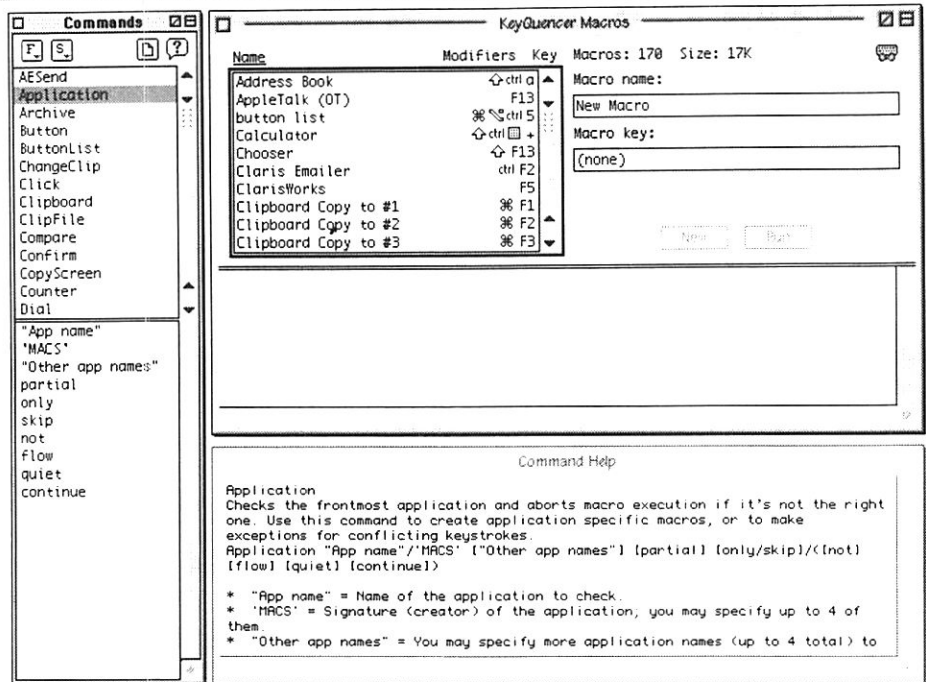 Commands
F S ?
AESend
Application
Archive
Button
ButtonList
ChangeClip
Click
Clipboard
ClipFile
Compare
Confirm
CopyScreen
Counter
Dial
"App name"
'MACS'
"Other app names"
partial
only
skip
not
flow
quiet
continue
KeyQuencer Macros
Name Modifiers Key Macros: 170 Size: 17K
Address Book ⇧ ctrl a
AppleTalk (OT) F13
button list ⌘ ⌥ ctrl 5
Calculator ⇧ ctrl ▦ +
Chooser ⇧ F13
Claris Emailer ctrl F2
ClarisWorks F5
Clipboard Copy to #1 ⌘ F1
Clipboard Copy to #2 ⌘ F2
Clipboard Copy to #3 ⌘ F3
Macro name:
New Macro
Macro key:
(none)
New Run
Command Help
Application
Checks the frontmost application and aborts macro execution if it's not the right
one. Use this command to create application specific macros, or to make
exceptions for conflicting keystrokes.
Application "App name"/'MACS' ["Other app names"] [partial] [only/skip]/([not]
[flow] [quiet] [continue])
* "App name" = Name of the application to check.
* 'MACS' = Signature (creator) of the application; you may specify up to 4 of
them.
* "Other app names" = You may specify more application names (up to 4 total) to